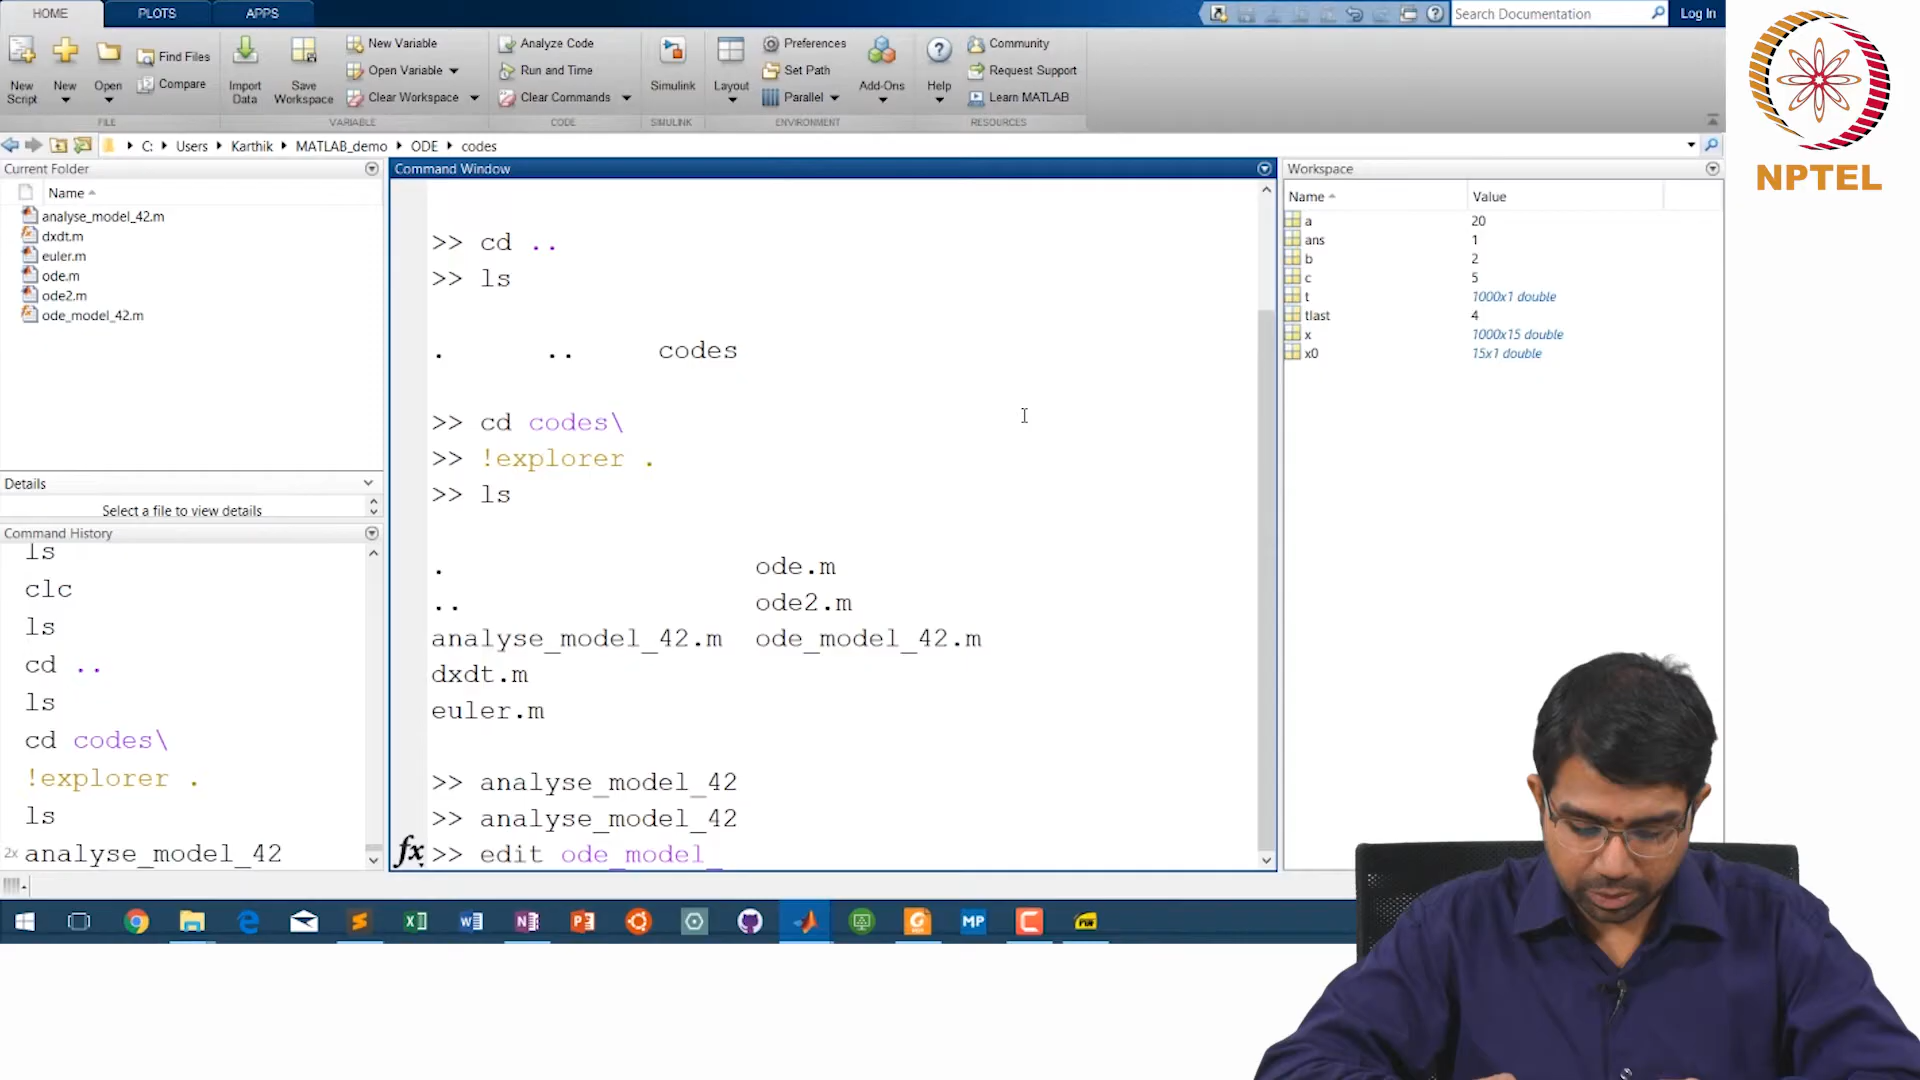 HOME PLOTS APPS
Search Documentation Log In
New Script
New
Open
Find Files
Compare
FILE
Import Data
Save Workspace
New Variable
Open Variable
Clear Workspace
VARIABLE
Analyze Code
Run and Time
Clear Commands
CODE
Simulink
SIMULINK
Layout
Preferences
Set Path
Parallel
ENVIRONMENT
Add-Ons
Help
Community
Request Support
Learn MATLAB
RESOURCES
NPTEL
C: Users Karthik MATLAB_demo ODE codes
Current Folder
Name
analyse_model_42.m
dxdt.m
euler.m
ode.m
ode2.m
ode_model_42.m
Details
Select a file to view details
Command History
ls
clc
ls
cd ..
ls
cd codes\
!explorer .
ls
2x analyse_model_42
Command Window
>> cd ..
>> ls
. .. codes
>> cd codes\
>> !explorer .
>> ls
. ode.m
.. ode2.m
analyse_model_42.m ode_model_42.m
dxdt.m
euler.m
>> analyse_model_42
>> analyse_model_42
fx >> edit ode_model_
Workspace
Name Value
a 20
ans 1
b 2
c 5
t 1000x1 double
tlast 4
x 1000x15 double
x0 15x1 double
MP